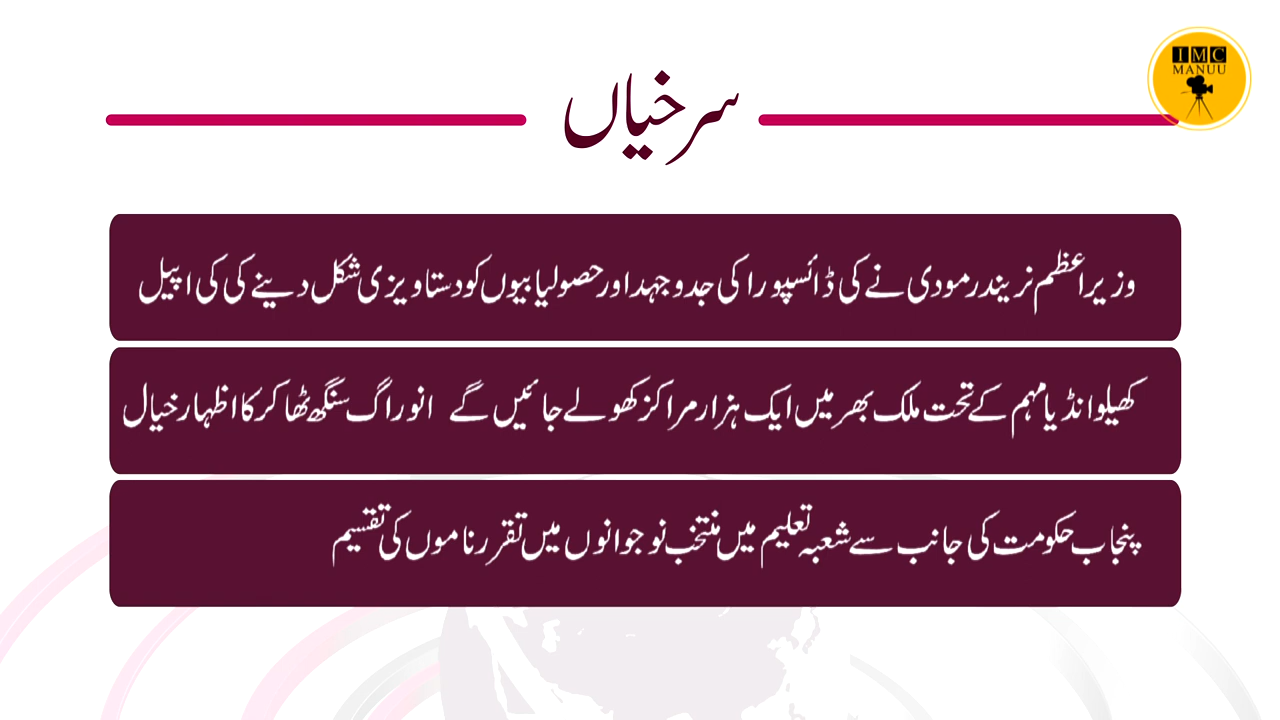 IMC
MANUU
سرخیاں
وزیراعظم نریندر مودی نے کی ڈائسپورا کی جدوجہد اور حصولیابیوں کو دستاویزی شکل دینے کی کی اپیل
کھیلو انڈیا مہم کے تحت ملک بھر میں ایک ہزار مراکز کھولے جائیں گے انوراگ سنگھ ٹھاکر کا اظہار خیال
پنجاب حکومت کی جانب سے شعبہ تعلیم میں منتخب نوجوانوں میں تقررناموں کی تقسیم